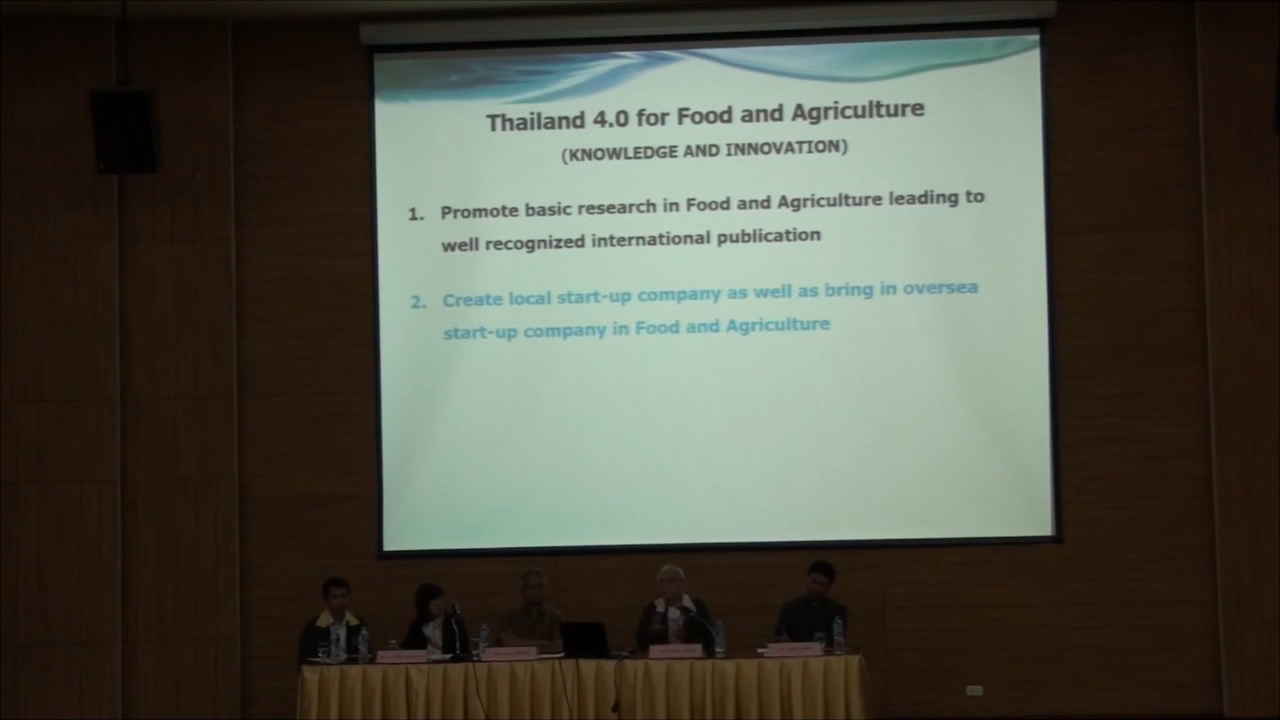 Thailand 4.0 for Food and Agriculture
(KNOWLEDGE AND INNOVATION)
1. Promote basic research in Food and Agriculture leading to
well recognized international publication
2. Create local start-up company as well as bring in oversea
start-up company in Food and Agriculture